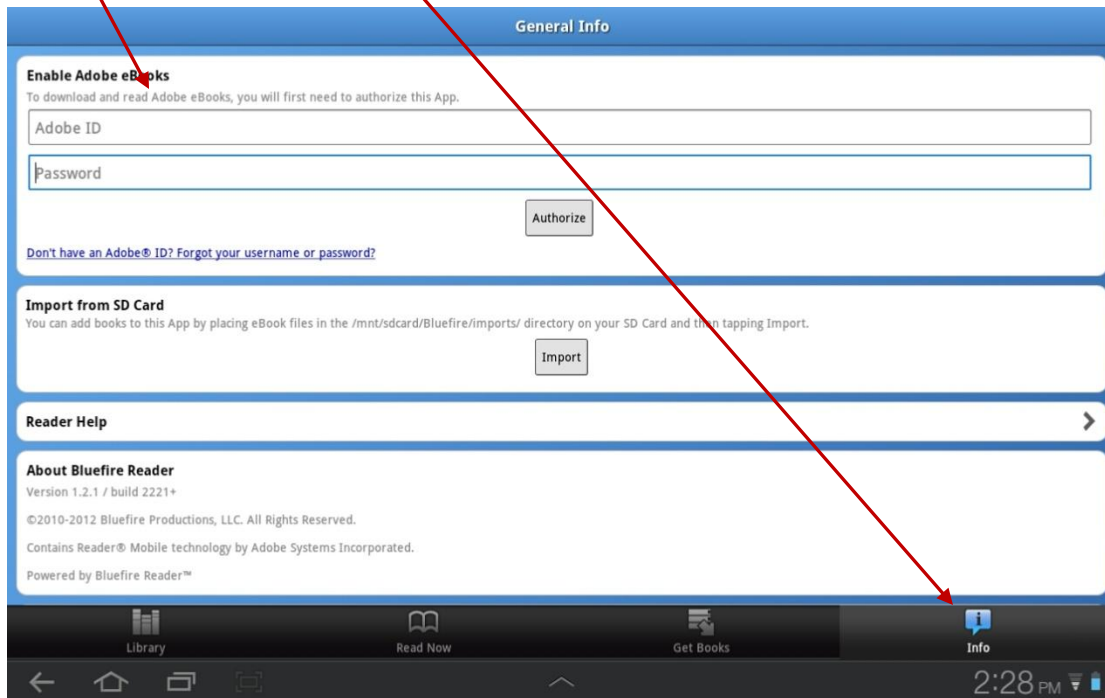 General Info
Enable Adobe eBooks
To download and read Adobe eBooks, you will first need to authorize this App.
Adobe ID
Password
Authorize
Don't have an Adobe® ID? Forgot your username or password?
Import from SD Card
You can add books to this App by placing eBook files in the /mnt/sdcard/Bluefire/imports/ directory on your SD Card and then tapping Import.
Import
Reader Help
About Bluefire Reader
Version 1.2.1 / build 2221+
©2010-2012 Bluefire Productions, LLC. All Rights Reserved.
Contains Reader® Mobile technology by Adobe Systems Incorporated.
Powered by Bluefire Reader™
Library Read Now Get Books Info
2:28 PM